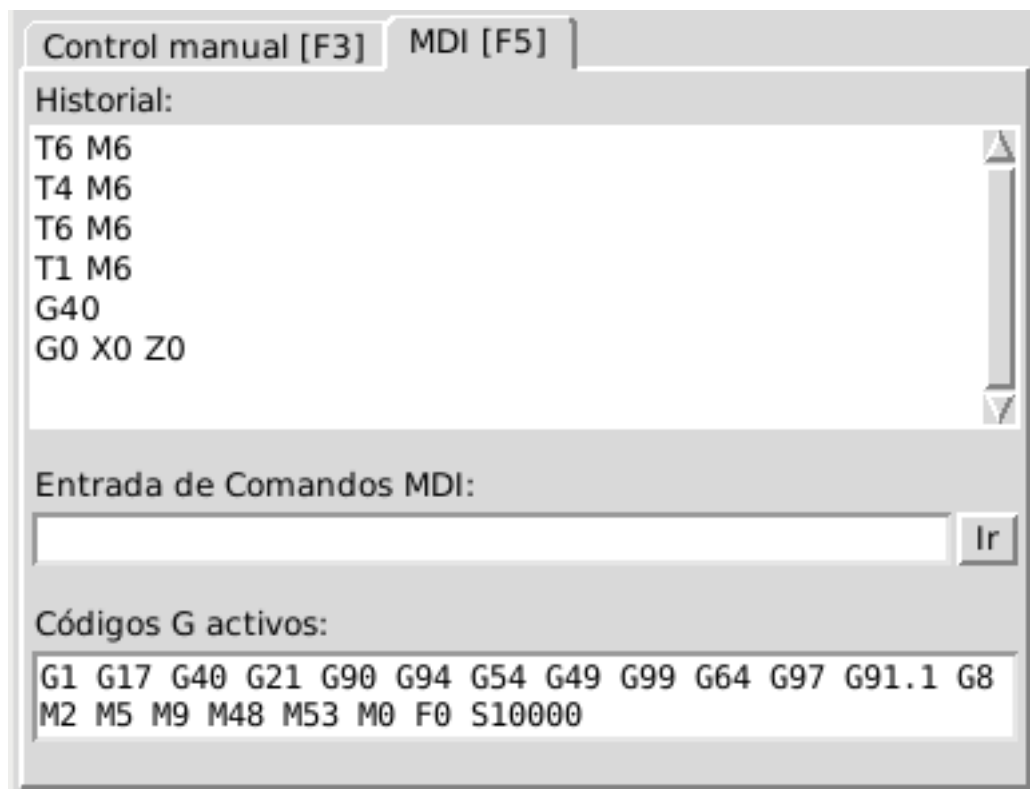 Control manual [F3] MDI [F5]
Historial:
T6 M6
T4 M6
T6 M6
T1 M6
G40
G0 X0 Z0
Entrada de Comandos MDI:
Ir
Códigos G activos:
G1 G17 G40 G21 G90 G94 G54 G49 G99 G64 G97 G91.1 G8
M2 M5 M9 M48 M53 M0 F0 S10000